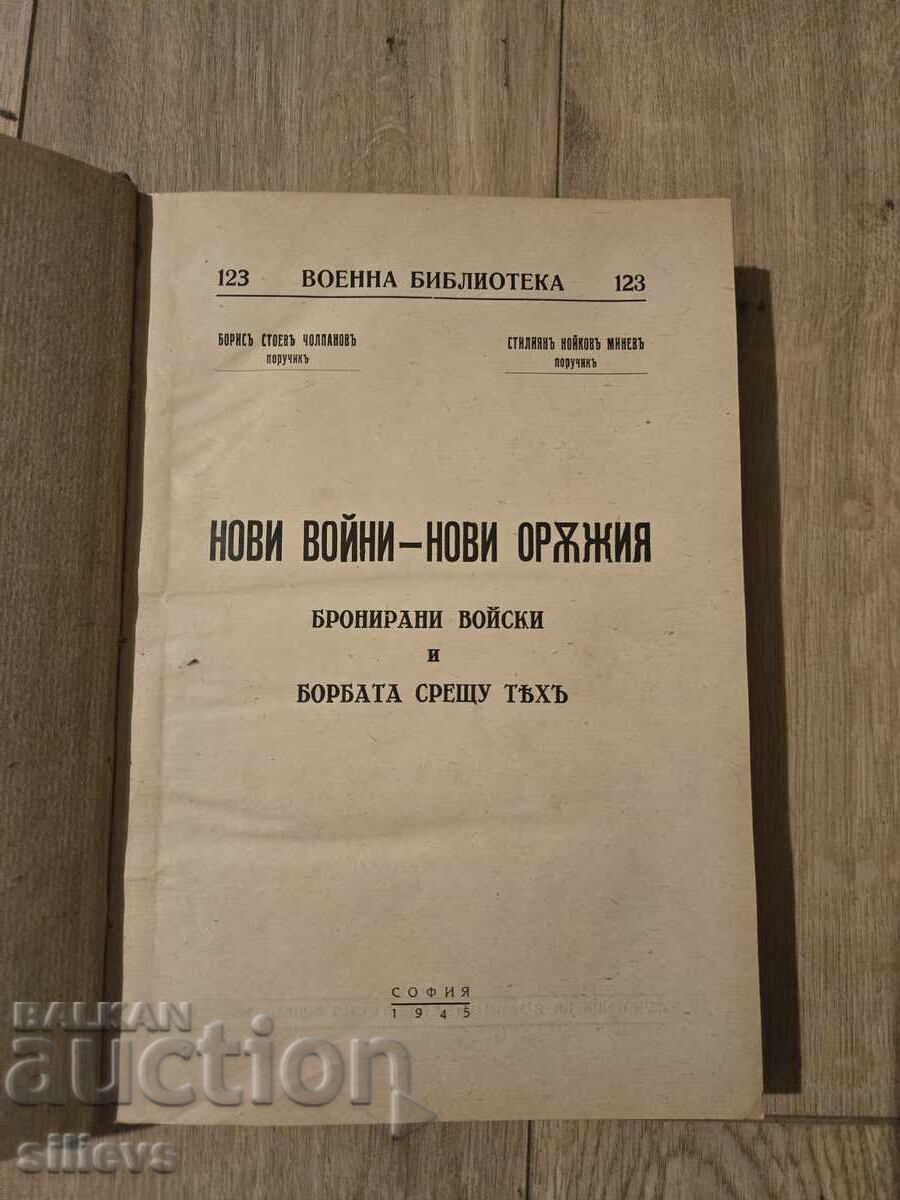 123 ВОЕННА БИБЛИОТЕКА 123
БОРИСЪ СТОЕВЪ ЧОЛПАНОВЪ
поручикъ
СТИЛИЯНЪ НОЙКОВЪ МИНЕВЪ
поручикъ
НОВИ ВОЙНИ – НОВИ ОРѪЖИЯ
БРОНИРАНИ ВОЙСКИ
и
БОРБАТА СРЕЩУ ТѢХЪ
СОФИЯ
1945
BALKAN
auction
silievs